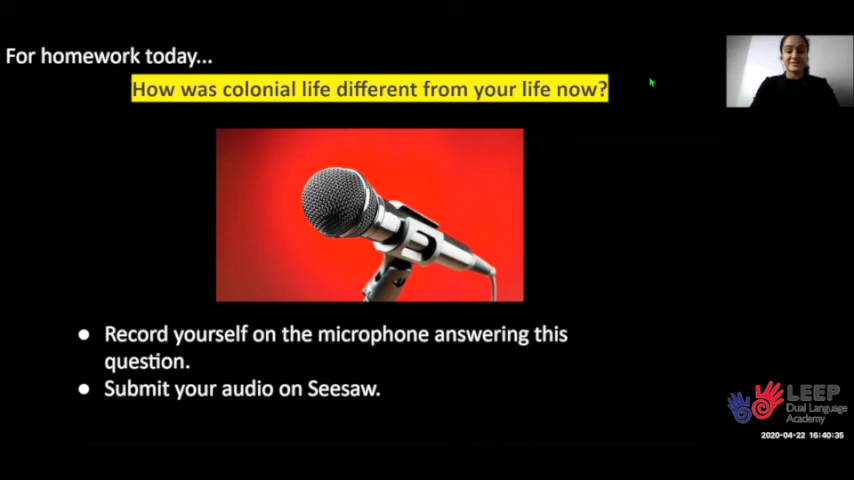 For homework today...
How was colonial life different from your life now?
● Record yourself on the microphone answering this
question.
● Submit your audio on Seesaw.
LEEP
Dual Language
Academy
2020-04-22 16:40:35